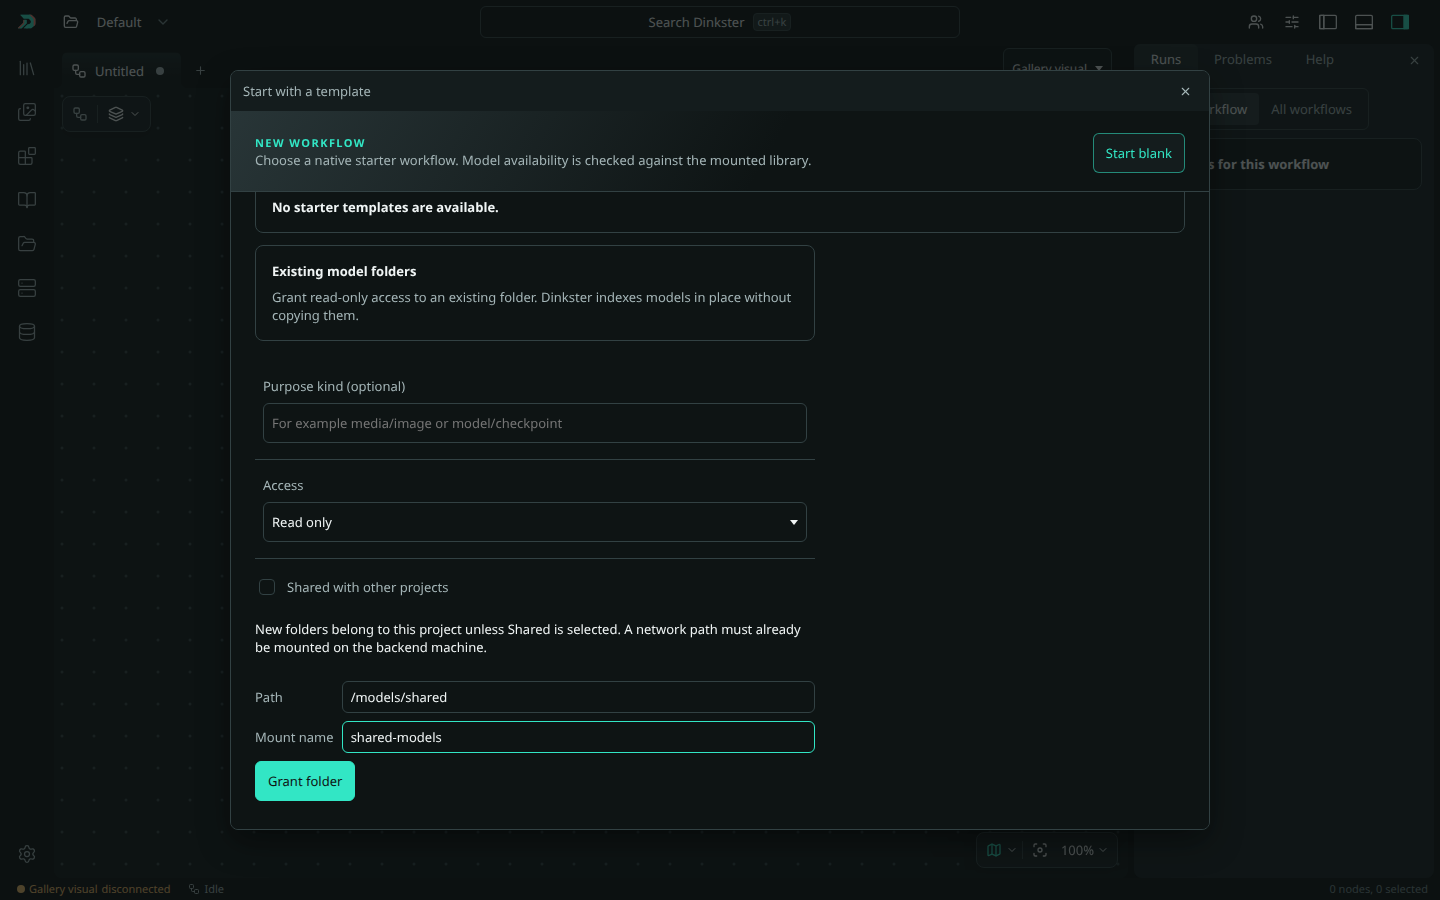 Default
Search Dinkster ctrl+k
Untitled
Gallery visual
Runs
Problems
Help
Start with a template
NEW WORKFLOW
Choose a native starter workflow. Model availability is checked against the mounted library.
Start blank
rkflow
All workflows
s for this workflow
No starter templates are available.
Existing model folders
Grant read-only access to an existing folder. Dinkster indexes models in place without
copying them.
Purpose kind (optional)
For example media/image or model/checkpoint
Access
Read only
Shared with other projects
New folders belong to this project unless Shared is selected. A network path must already
be mounted on the backend machine.
Path
/models/shared
Mount name
shared-models
Grant folder
100%
Gallery visual disconnected
Idle
0 nodes, 0 selected